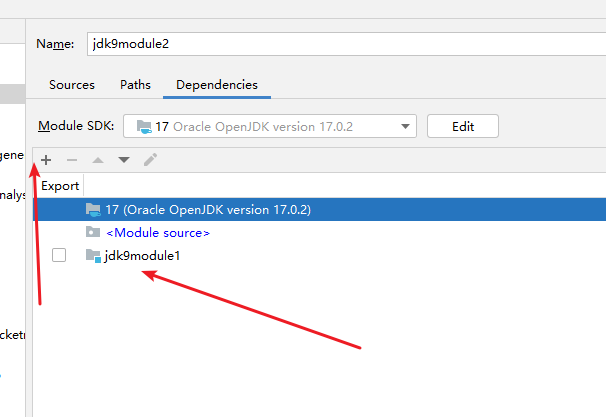 Name: jdk9module2
Sources Paths Dependencies
Module SDK: 17 Oracle OpenJDK version 17.0.2 Edit
gene
Export
analys
17 (Oracle OpenJDK version 17.0.2)
<Module source>
jdk9module1
cketr